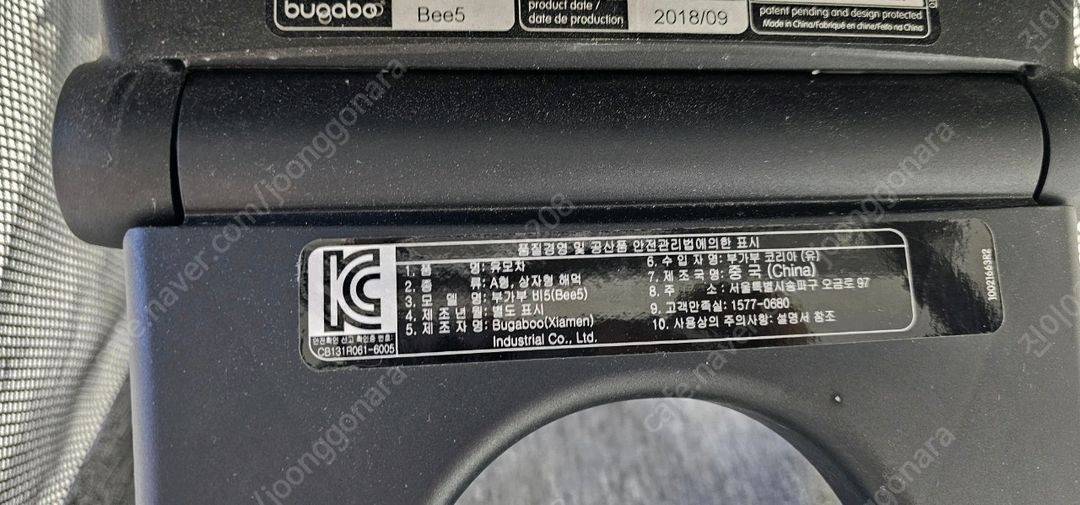 bugaboo
Bee5
product date /
date de production
2018/09
patent pending and design protected
Made in China/Fabriqué en chine/Feito na China
품질경영 및 공산품 안전관리법에의한 표시
1. 품 명: 유모차
2. 종 류: A형, 상자형 해먹
3. 모 델 명: 부가부 비5(Bee5)
4. 제 조 년 월: 별도 표시
5. 제 조 자 명: Bugaboo(Xiamen)
Industrial Co., Ltd.
6. 수 입 자 명: 부가부 코리아 (유)
7. 제 조 국 명: 중 국 (China)
8. 주 소: 서울특별시송파구 오금로 97
9. 고객만족실: 1577-0680
10. 사용상의 주의사항: 설명서 참조
안전확인 신고 확인증 번호:
CB131R061-6005
10021663R2
cafe.naver.com/joonggonara